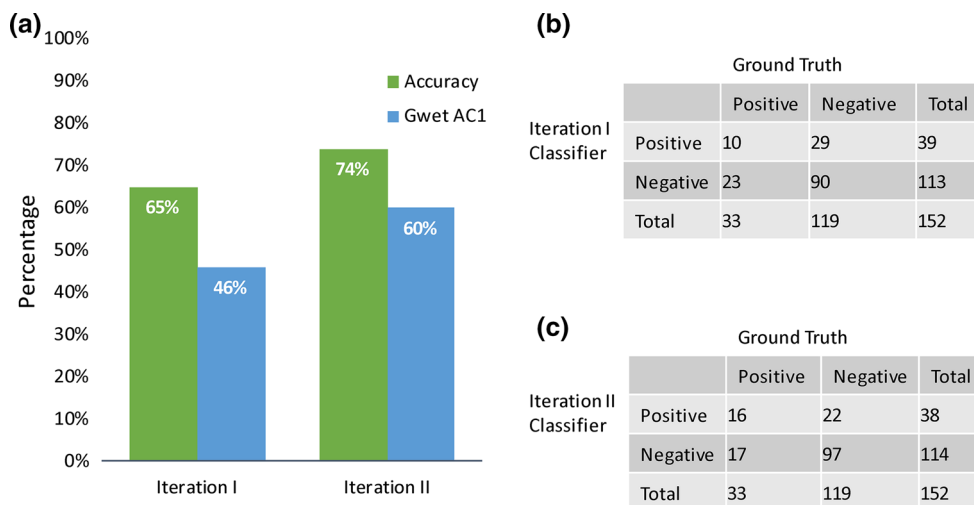 (a)
100%
90%
80%
70%
60%
50%
40%
30%
20%
10%
0%
Percentage
Accuracy
Gwet AC1
65%
46%
74%
60%
Iteration I
Iteration II
(b)
Ground Truth
Iteration I
Classifier
Positive Negative Total
Positive 10 29 39
Negative 23 90 113
Total 33 119 152
(c)
Ground Truth
Iteration II
Classifier
Positive Negative Total
Positive 16 22 38
Negative 17 97 114
Total 33 119 152